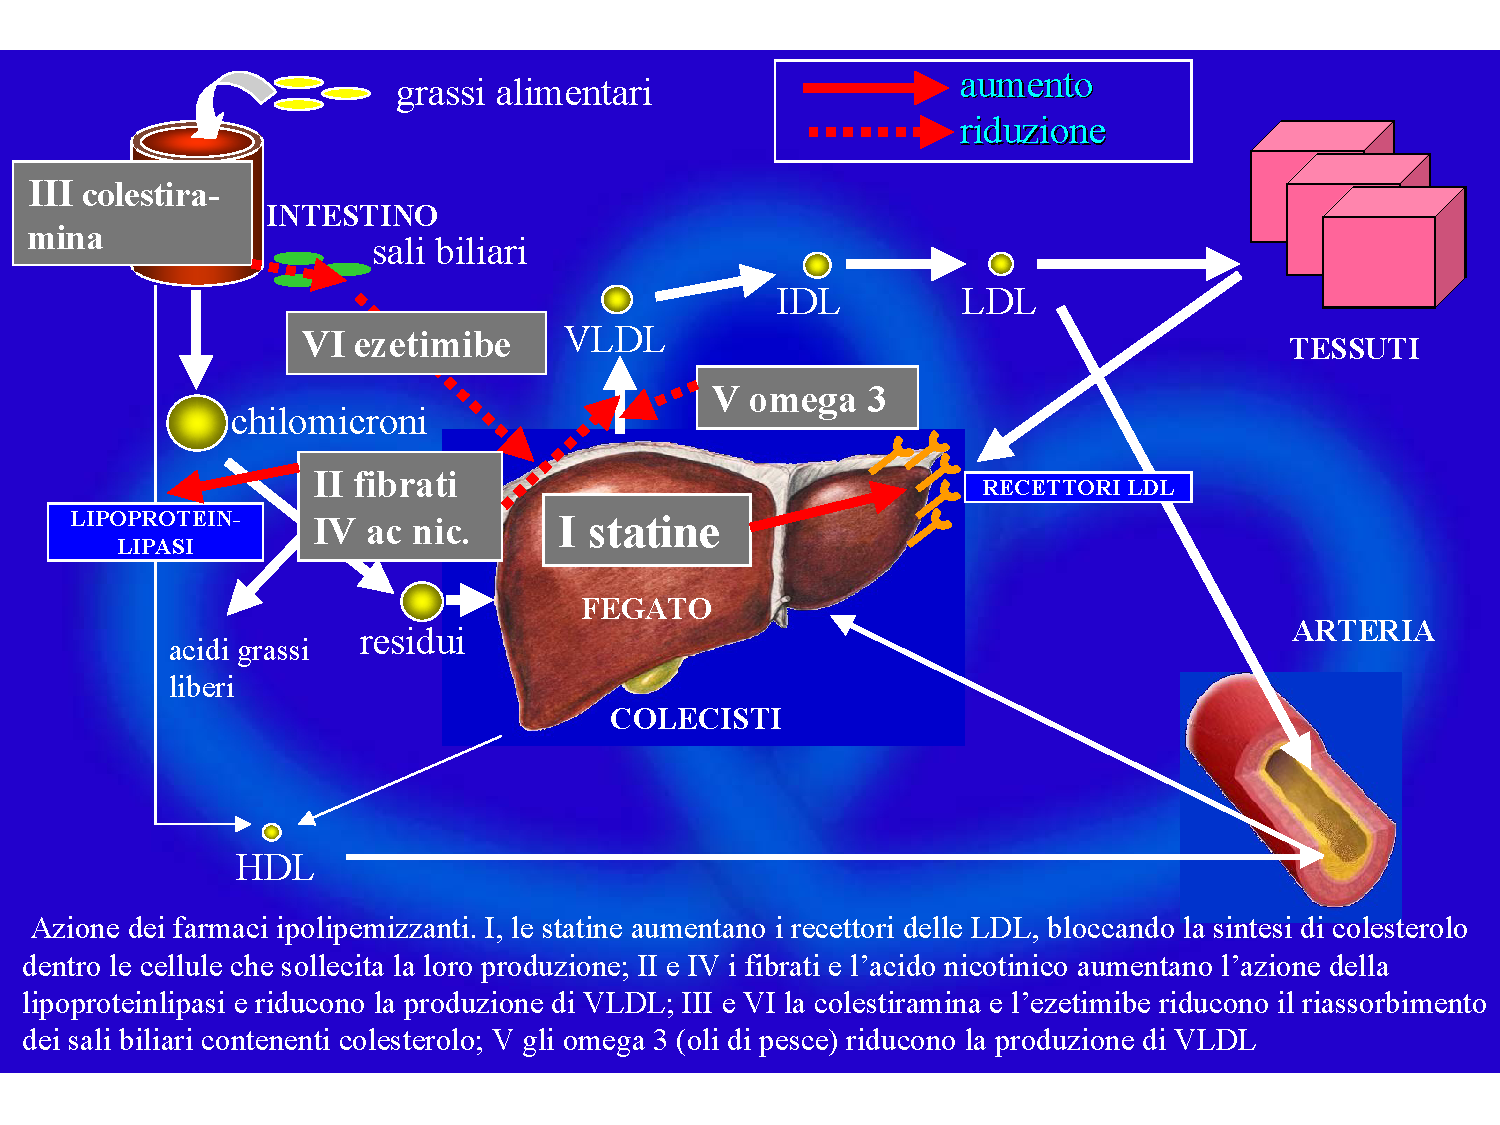 grassi alimentari
aumento
riduzione
III colestira-
mina
INTESTINO
sali biliari
IDL
LDL
VLDL
TESSUTI
VI ezetimibe
V omega 3
chilomicroni
II fibrati
IV ac nic.
RECETTORI LDL
LIPOPROTEIN-
LIPASI
I statine
FEGATO
residui
acidi grassi
liberi
ARTERIA
COLECISTI
HDL
Azione dei farmaci ipolipemizzanti. I, le statine aumentano i recettori delle LDL, bloccando la sintesi di colesterolo
dentro le cellule che sollecita la loro produzione; II e IV i fibrati e l’acido nicotinico aumentano l’azione della
lipoproteinlipasi e riducono la produzione di VLDL; III e VI la colestiramina e l’ezetimibe riducono il riassorbimento
dei sali biliari contenenti colesterolo; V gli omega 3 (oli di pesce) riducono la produzione di VLDL